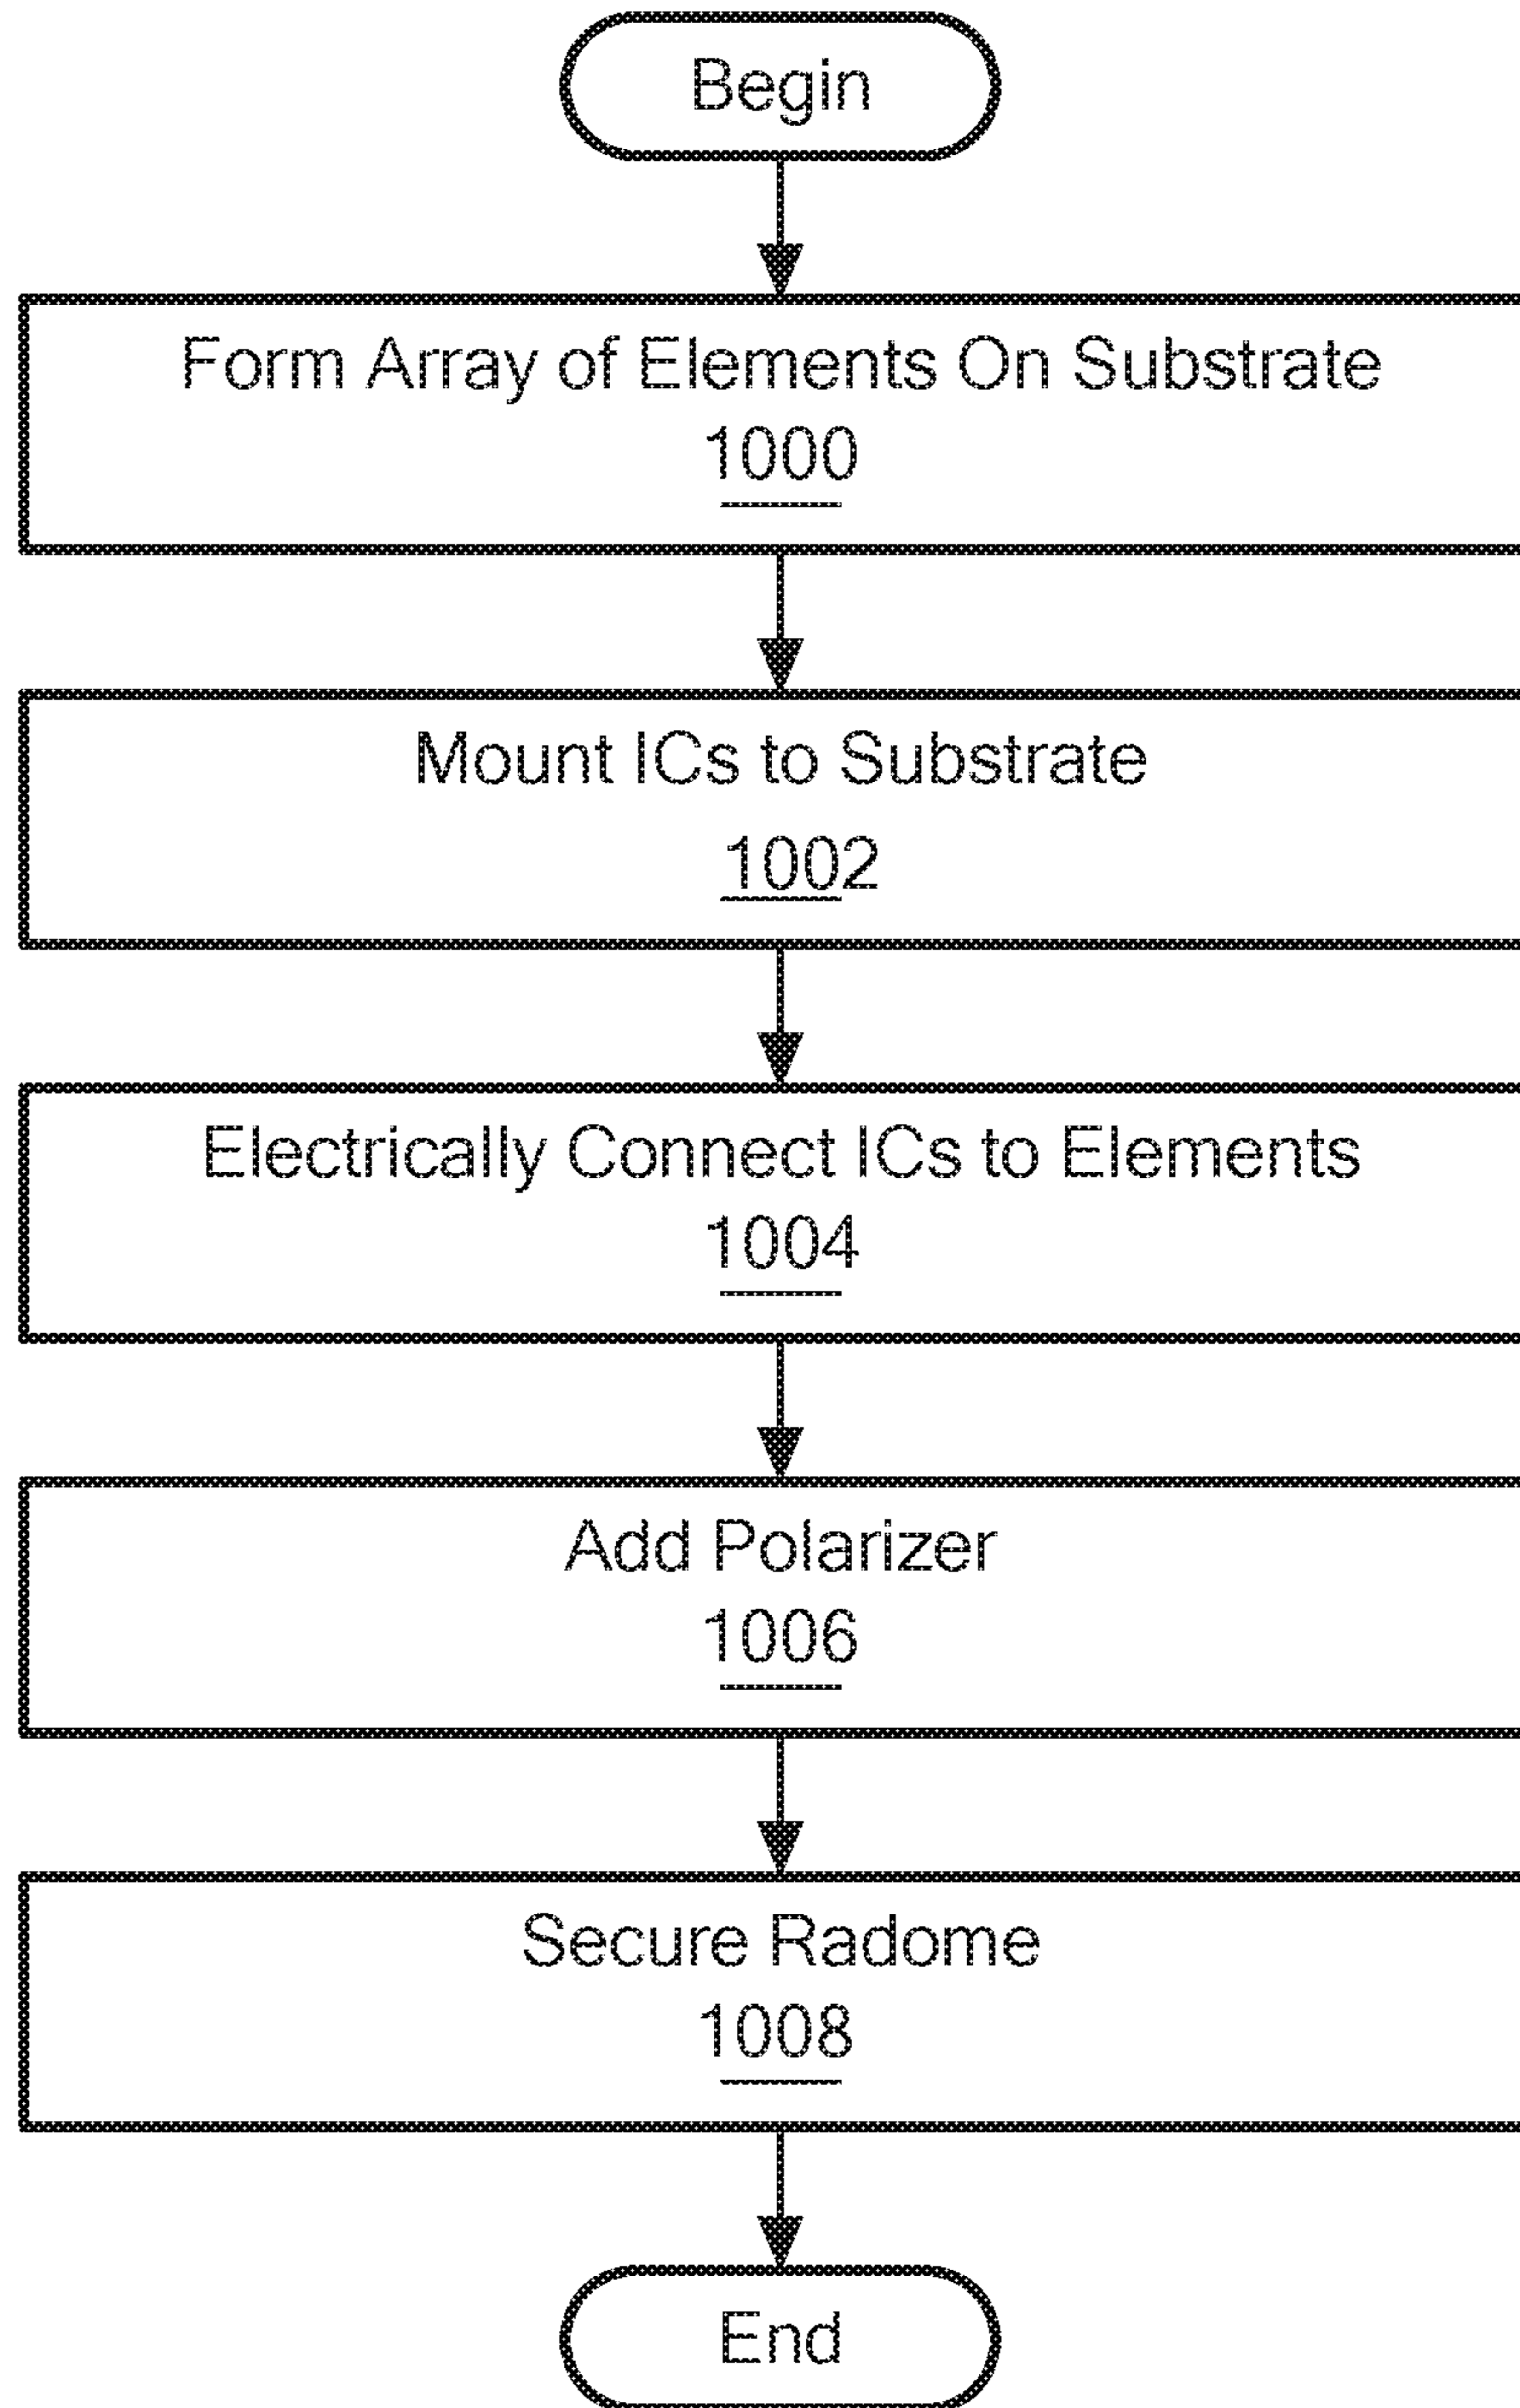 Begin
Form Array of Elements On Substrate
1000
Mount ICs to Substrate
1002
Electrically Connect ICs to Elements
1004
Add Polarizer
1006
Secure Radome
1008
End